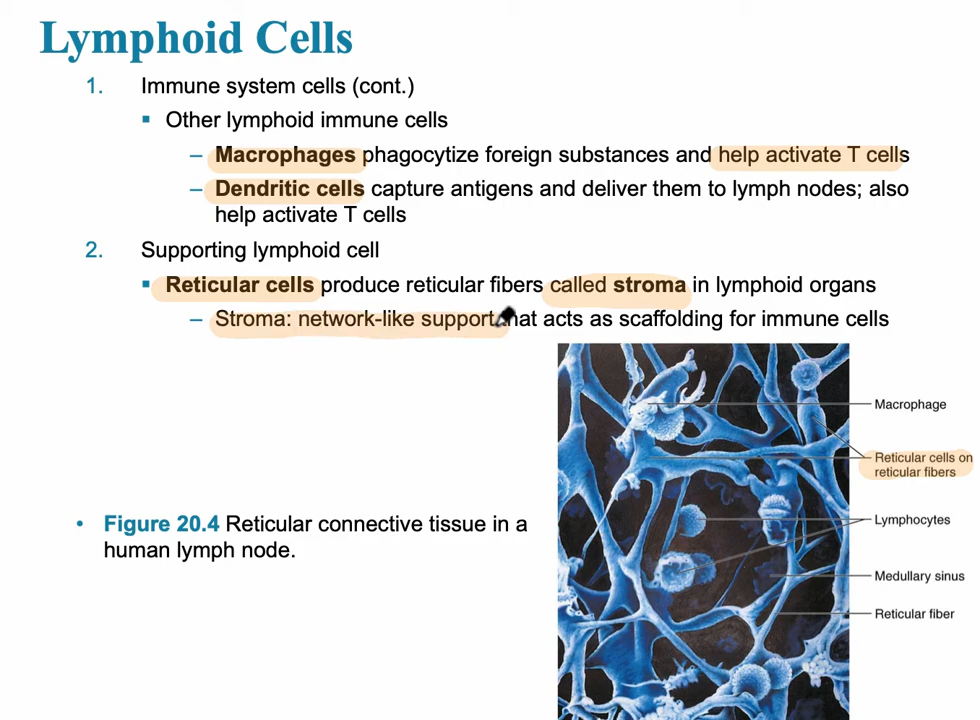 Lymphoid Cells
1. Immune system cells (cont.)
▪ Other lymphoid immune cells
– Macrophages phagocytize foreign substances and help activate T cells
– Dendritic cells capture antigens and deliver them to lymph nodes; also
help activate T cells
2. Supporting lymphoid cell
▪ Reticular cells produce reticular fibers called stroma in lymphoid organs
– Stroma: network-like support that acts as scaffolding for immune cells
Macrophage
Reticular cells on
reticular fibers
Lymphocytes
Medullary sinus
Reticular fiber
• Figure 20.4 Reticular connective tissue in a
human lymph node.